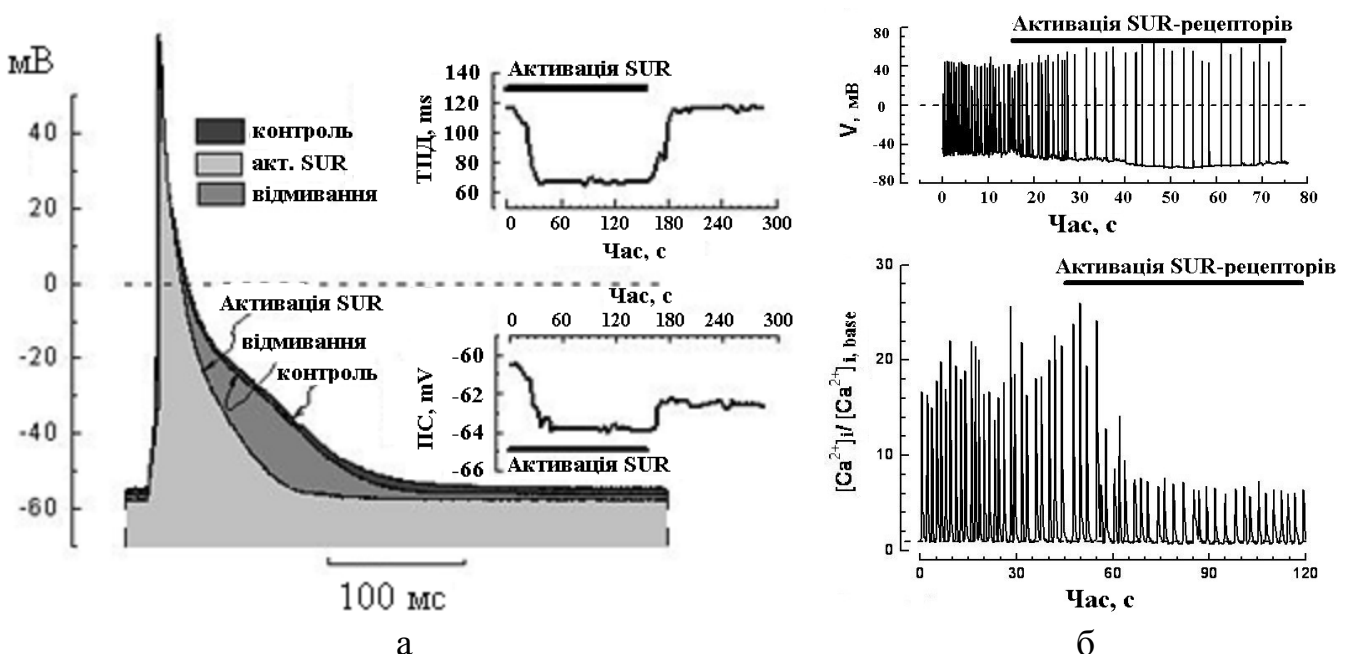 мВ
40
20
0
-20
-40
-60
контроль
акт. SUR
відмивання
Активація SUR
відмивання
контроль
100 мс
а
140
120
100
80
60
ТПД, ms
Активація SUR
0 60 120 180 240 300
Час, с
Час, с
0 60 120 180 240 300
-60
-62
-64
-66
ПС, mV
Активація SUR
Активація SUR-рецепторів
80
40
0
-40
-80
V, мВ
0 10 20 30 40 50 60 70 80
Час, с
Активація SUR-рецепторів
30
20
10
0
[Ca²⁺]i/ [Ca²⁺]i, base
0 30 60 90 120
Час, с
б